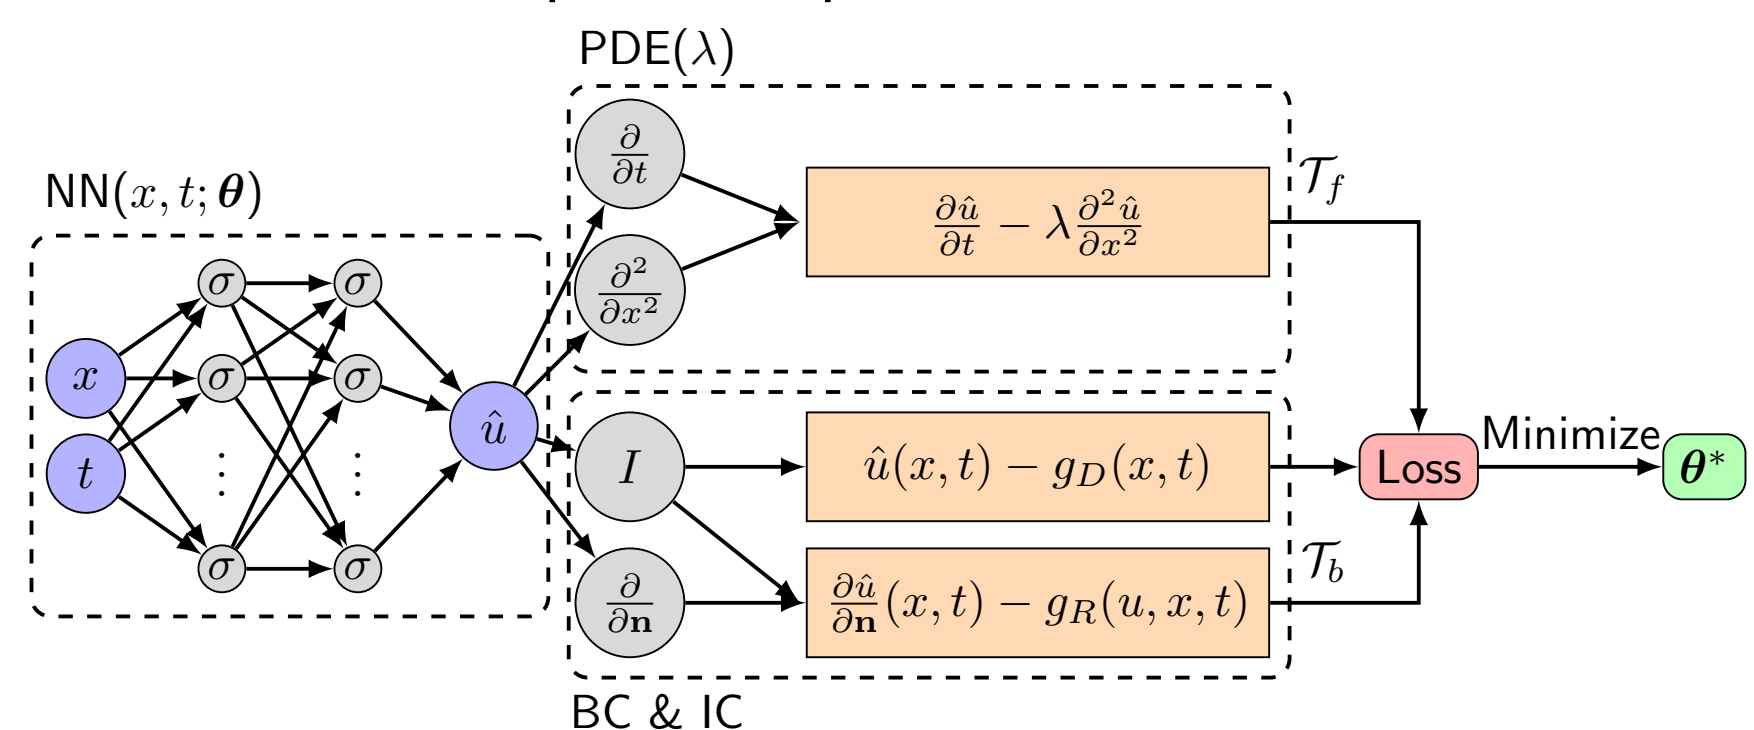 PDE(λ)
∂/∂t
∂û/∂t − λ ∂²û/∂x²
𝒯_f
∂²/∂x²
NN(x, t; θ)
σ σ
x σ σ
û
t ⋮ ⋮
σ σ
I
û(x, t) − g_D(x, t)
Loss
Minimize
θ*
∂/∂n
∂û/∂n(x, t) − g_R(u, x, t)
𝒯_b
BC & IC